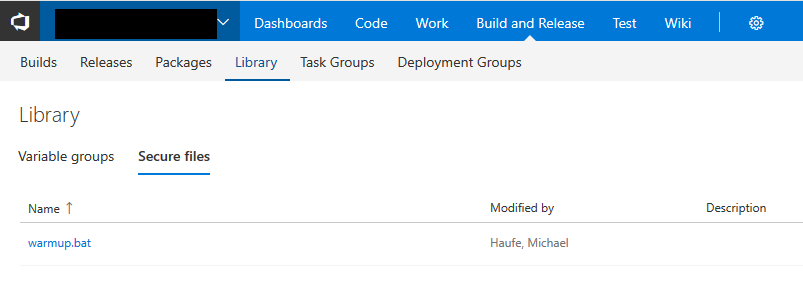 Dashboards Code Work Build and Release Test Wiki
Builds Releases Packages Library Task Groups Deployment Groups
Library
Variable groups Secure files
Name ↑ Modified by Description
warmup.bat Haufe, Michael